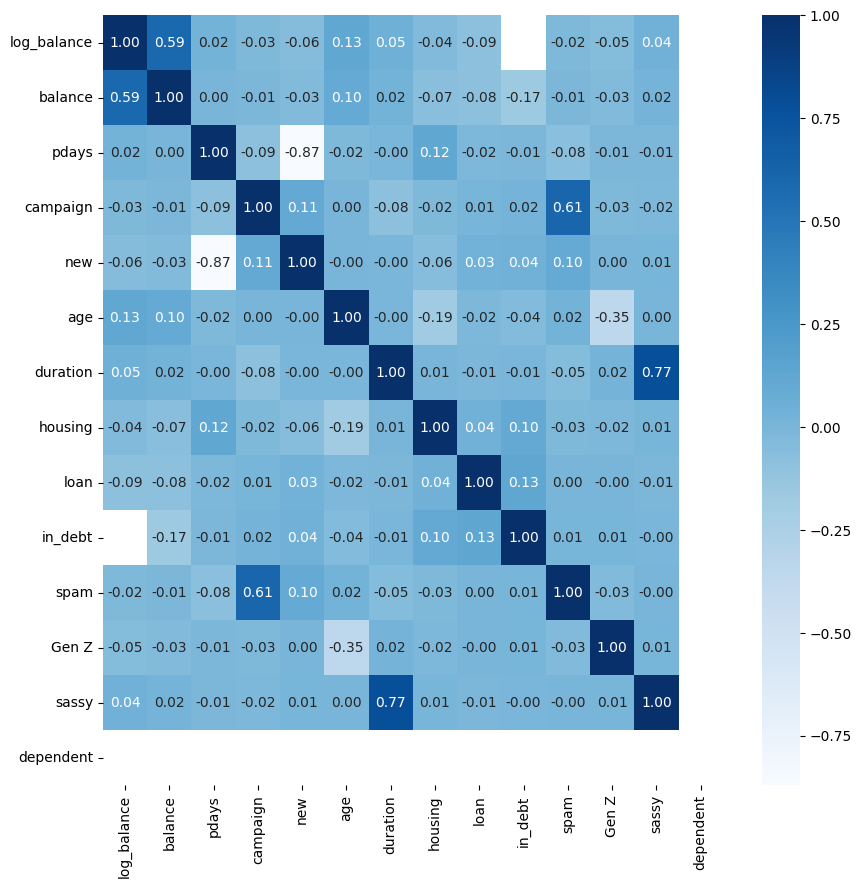 log_balance 1.00 0.59 0.02 -0.03 -0.06 0.13 0.05 -0.04 -0.09 -0.02 -0.05 0.04
balance 0.59 1.00 0.00 -0.01 -0.03 0.10 0.02 -0.07 -0.08 -0.17 -0.01 -0.03 0.02
pdays 0.02 0.00 1.00 -0.09 -0.87 -0.02 -0.00 0.12 -0.02 -0.01 -0.08 -0.01 -0.01
campaign -0.03 -0.01 -0.09 1.00 0.11 0.00 -0.08 -0.02 0.01 0.02 0.61 -0.03 -0.02
new -0.06 -0.03 -0.87 0.11 1.00 -0.00 -0.00 -0.06 0.03 0.04 0.10 0.00 0.01
age 0.13 0.10 -0.02 0.00 -0.00 1.00 -0.00 -0.19 -0.02 -0.04 0.02 -0.35 0.00
duration 0.05 0.02 -0.00 -0.08 -0.00 -0.00 1.00 0.01 -0.01 -0.01 -0.05 0.02 0.77
housing -0.04 -0.07 0.12 -0.02 -0.06 -0.19 0.01 1.00 0.04 0.10 -0.03 -0.02 0.01
loan -0.09 -0.08 -0.02 0.01 0.03 -0.02 -0.01 0.04 1.00 0.13 0.00 -0.00 -0.01
in_debt -0.17 -0.01 0.02 0.04 -0.04 -0.01 0.10 0.13 1.00 0.01 0.01 -0.00
spam -0.02 -0.01 -0.08 0.61 0.10 0.02 -0.05 -0.03 0.00 0.01 1.00 -0.03 -0.00
Gen Z -0.05 -0.03 -0.01 -0.03 0.00 -0.35 0.02 -0.02 -0.00 0.01 -0.03 1.00 0.01
sassy 0.04 0.02 -0.01 -0.02 0.01 0.00 0.77 0.01 -0.01 -0.00 -0.00 0.01 1.00
dependent
log_balance
balance
pdays
campaign
new
age
duration
housing
loan
in_debt
spam
Gen Z
sassy
dependent
1.00
0.75
0.50
0.25
0.00
−0.25
−0.50
−0.75